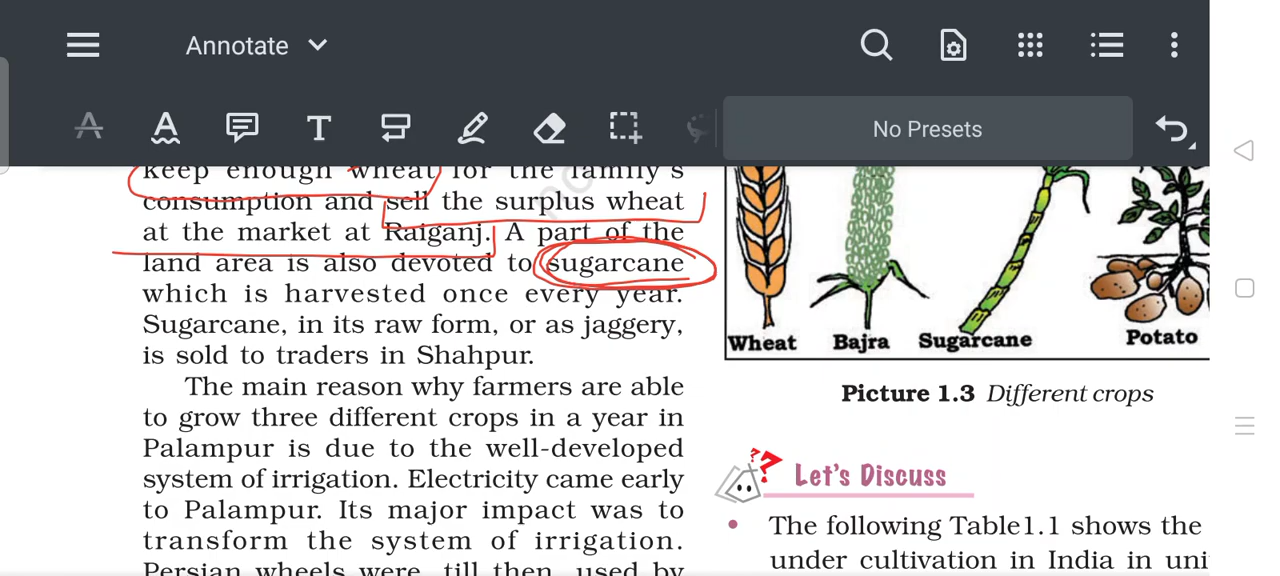 Annotate
No Presets
keep enough wheat for the family's
consumption and sell the surplus wheat
at the market at Raiganj. A part of the
land area is also devoted to sugarcane
which is harvested once every year.
Sugarcane, in its raw form, or as jaggery,
is sold to traders in Shahpur.
The main reason why farmers are able
to grow three different crops in a year in
Palampur is due to the well-developed
system of irrigation. Electricity came early
to Palampur. Its major impact was to
transform the system of irrigation.
Persian wheels were, till then, used by
Wheat Bajra Sugarcane Potato
Picture 1.3 Different crops
Let's Discuss
• The following Table1.1 shows the
under cultivation in India in